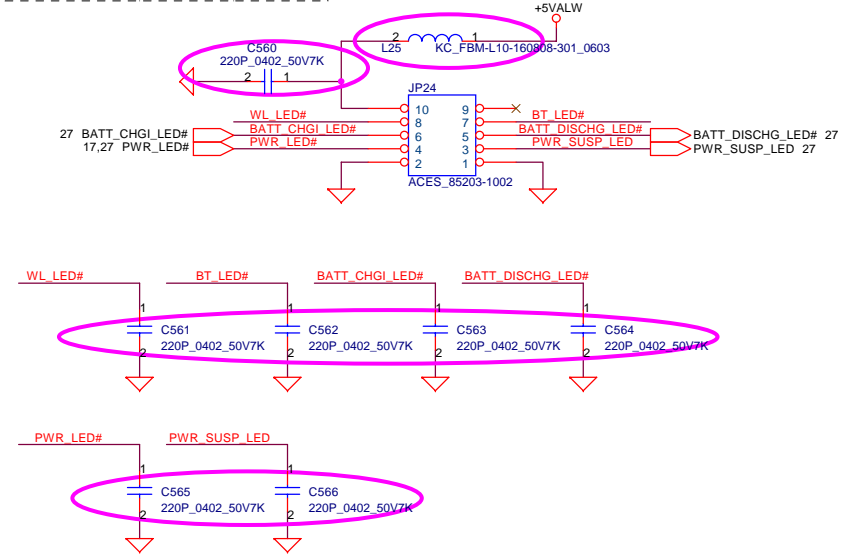 +5VALW
C560
220P_0402_50V7K
2 1
2 1
L25 KC_FBM-L10-160808-301_0603
JP24
10 9
8 7
6 5
4 3
2 1
WL_LED# BT_LED#
27 BATT_CHGI_LED# BATT_CHGI_LED# BATT_DISCHG_LED# BATT_DISCHG_LED# 27
17,27 PWR_LED# PWR_LED# PWR_SUSP_LED PWR_SUSP_LED 27
ACES_85203-1002
WL_LED# BT_LED# BATT_CHGI_LED# BATT_DISCHG_LED#
1 1 1 1
C561 C562 C563 C564
220P_0402_50V7K 220P_0402_50V7K 220P_0402_50V7K 220P_0402_50V7K
2 2 2 2
PWR_LED# PWR_SUSP_LED
1 1
C565 C566
220P_0402_50V7K 220P_0402_50V7K
2 2